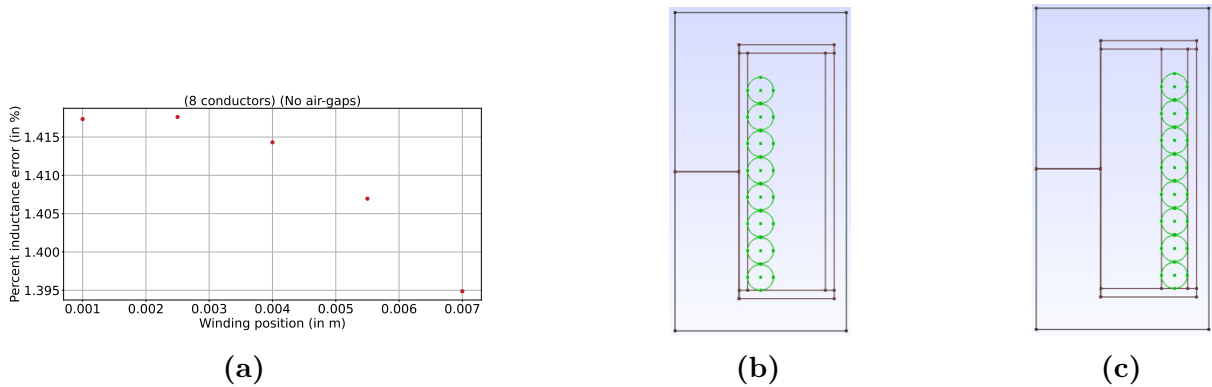 (8 conductors) (No air-gaps)
Percent inductance error (in %)
1.415
1.410
1.405
1.400
1.395
0.001 0.002 0.003 0.004 0.005 0.006 0.007
Winding position (in m)
(a) (b) (c)